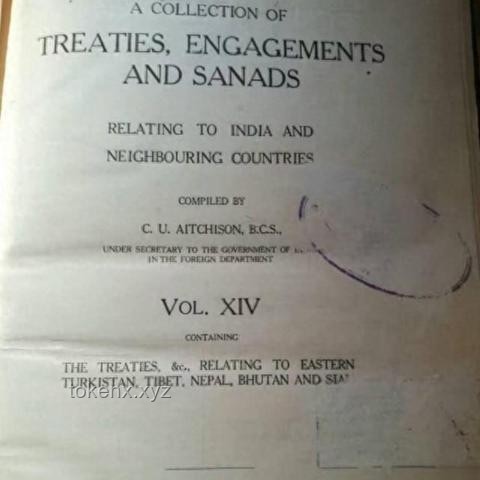 A COLLECTION OF
TREATIES, ENGAGEMENTS
AND SANADS
RELATING TO INDIA AND
NEIGHBOURING COUNTRIES
COMPILED BY
C. U. AITCHISON, B.C.S.,
UNDER SECRETARY TO THE GOVERNMENT OF
IN THE FOREIGN DEPARTMENT
VOL. XIV
CONTAINING
THE TREATIES, &c., RELATING TO EASTERN
TURKISTAN, TIBET, NEPAL, BHUTAN AND
tokenx.xyz